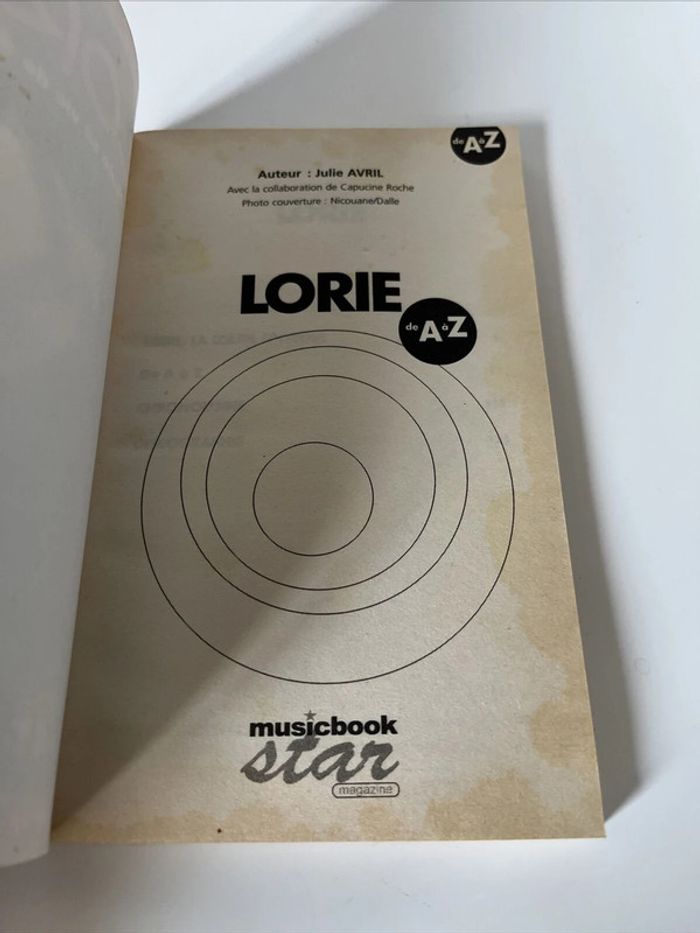 de A à Z
Auteur : Julie AVRIL
Avec la collaboration de Capucine Roche
Photo couverture : Nicouane/Dalle
LORIE
de A à Z
musicbook
star
magazine